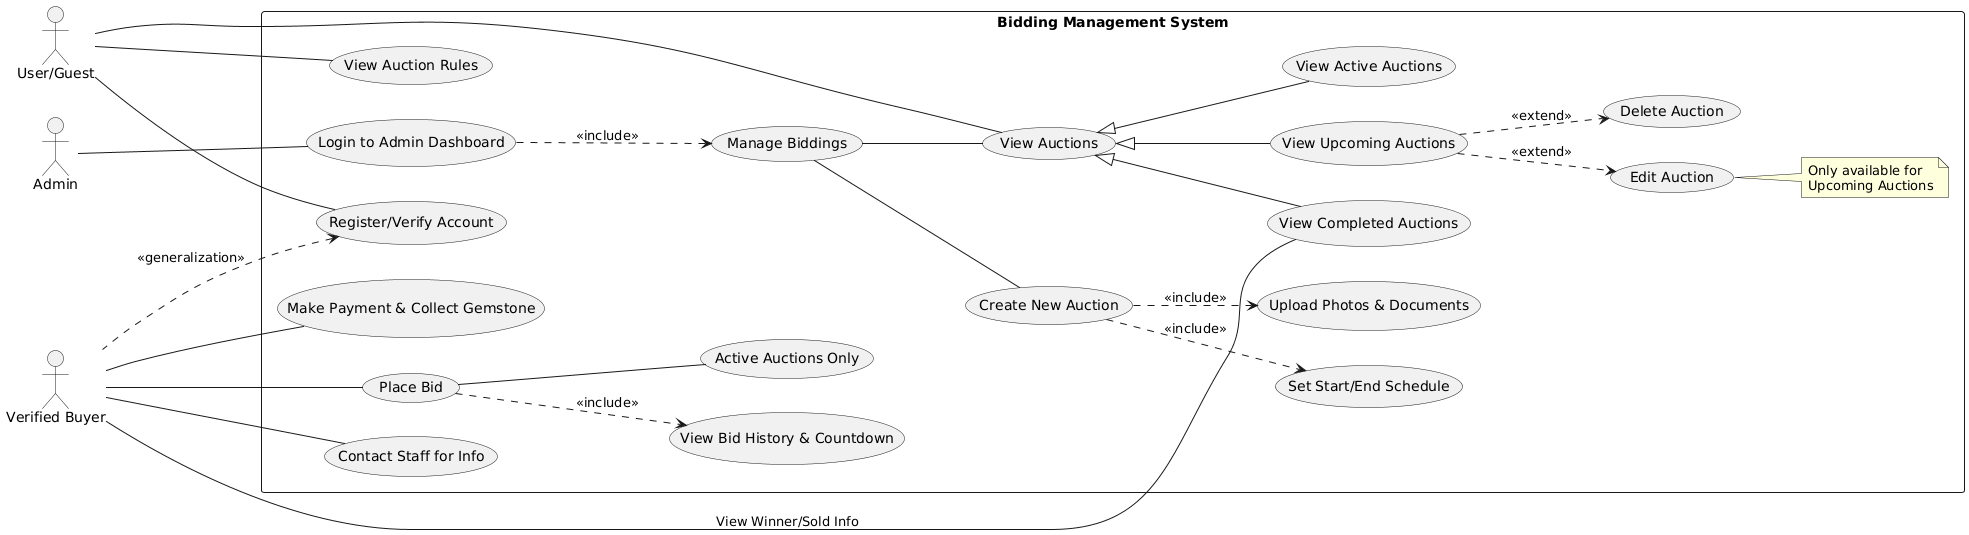 Bidding Management System
User/Guest
View Auction Rules
View Active Auctions
Admin
Login to Admin Dashboard
«include»
Manage Biddings
View Auctions
View Upcoming Auctions
«extend»
Delete Auction
«extend»
Edit Auction
Only available for
Upcoming Auctions
Register/Verify Account
View Completed Auctions
«generalization»
Make Payment & Collect Gemstone
Create New Auction
«include»
Upload Photos & Documents
«include»
Set Start/End Schedule
Active Auctions Only
Verified Buyer
Place Bid
«include»
View Bid History & Countdown
Contact Staff for Info
View Winner/Sold Info